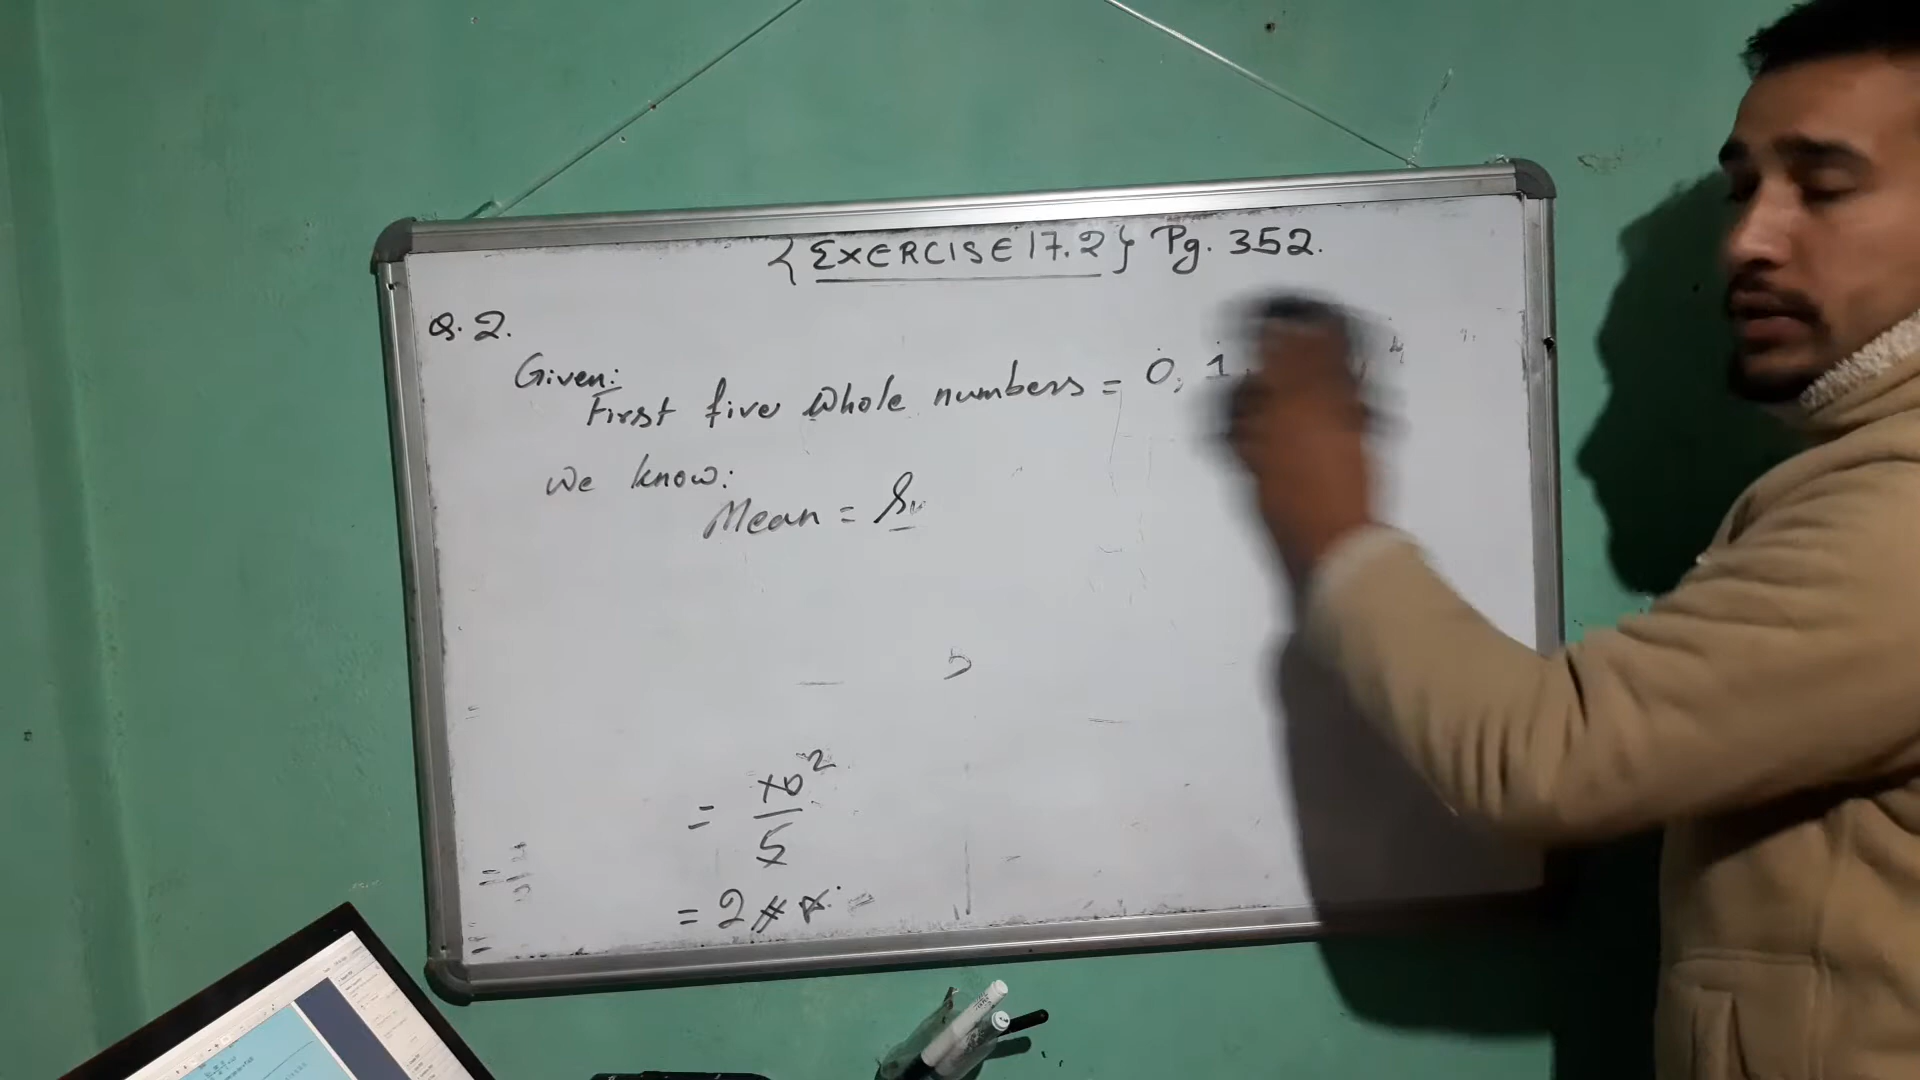 {EXERCISE 17.2} Pg. 352.
Q. 2.
Given:
First five whole numbers = 0, 1
We know:
Mean = S
= 10 2 / 5
= 2